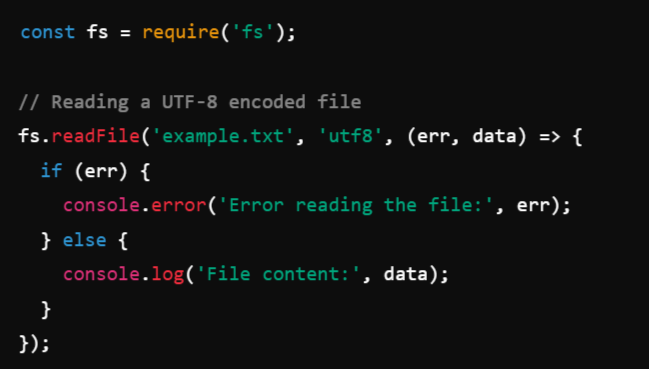 const fs = require('fs');
// Reading a UTF-8 encoded file
fs.readFile('example.txt', 'utf8', (err, data) => {
  if (err) {
    console.error('Error reading the file:', err);
  } else {
    console.log('File content:', data);
  }
});